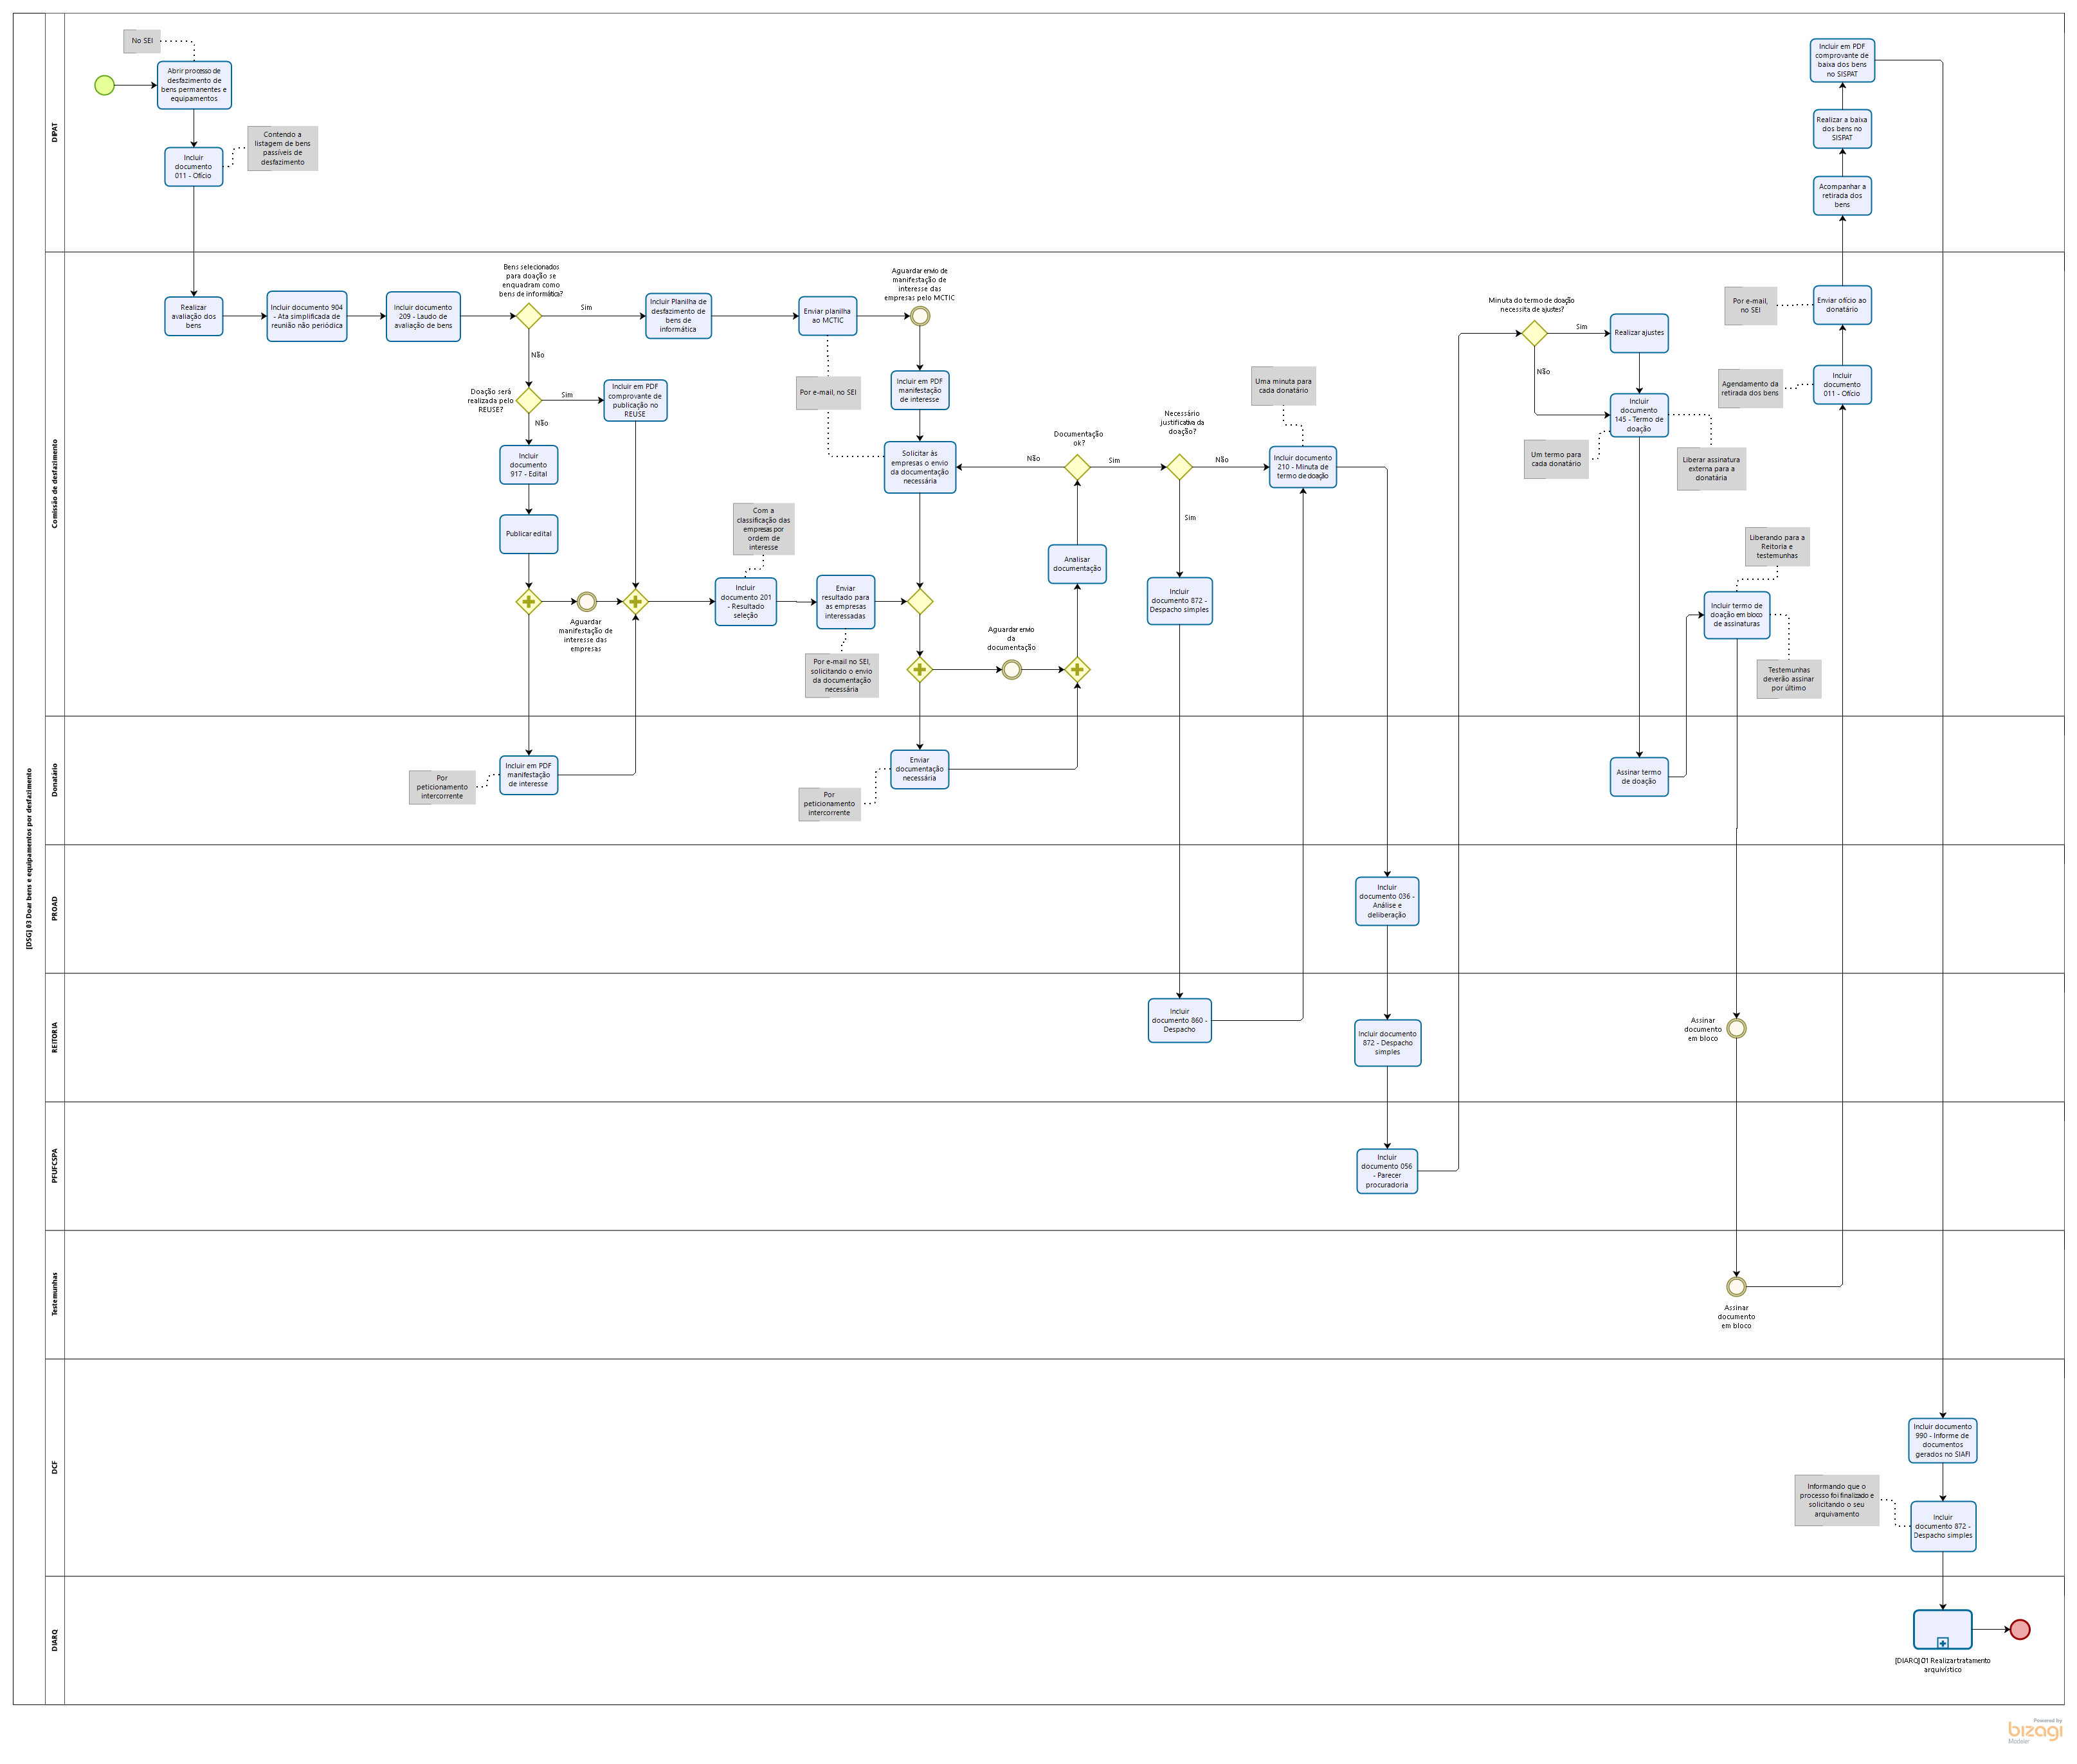 [DSG] 03 Doar bens e equipamentos por desfazimento
DIPAT
No SEI
Abrir processo de
desfazimento de
bens permanentes e
equipamentos
Contendo a
listagem de bens
passíveis de
desfazimento
Incluir
documento
011 - Ofício
Incluir em PDF
comprovante de
baixa dos bens
no SISPAT
Realizar a baixa
dos bens no
SISPAT
Acompanhar a
retirada dos
bens
Comissão de desfazimento
Realizar
avaliação dos
bens
Incluir documento 904
- Ata simplificada de
reunião não periódica
Incluir documento
209 - Laudo de
avaliação de bens
Bens selecionados
para doação se
enquadram como
bens de informática?
Sim
Não
Incluir Planilha de
desfazimento de
bens de
informática
Enviar planilha
ao MCTIC
Aguardar envio de
manifestação de
interesse das
empresas pelo MCTIC
Doação será
realizada pelo
REUSE?
Sim
Não
Incluir em PDF
comprovante de
publicação no
REUSE
Por e-mail, no SEI
Incluir em PDF
manifestação
de interesse
Incluir
documento
917 - Edital
Publicar edital
Solicitar às
empresas o envio
da documentação
necessária
Aguardar
manifestação de
interesse das
empresas
Com a
classificação das
empresas por
ordem de
interesse
Incluir
documento 201
- Resultado
seleção
Enviar
resultado para
as empresas
interessadas
Por e-mail no SEI,
solicitando o envio
da documentação
necessária
Aguardar envio
da
documentação
Analisar
documentação
Documentação
ok?
Não
Sim
Necessário
justificativa da
doação?
Não
Sim
Uma minuta para
cada donatário
Incluir documento
210 - Minuta de
termo de doação
Incluir
documento 872 -
Despacho simples
Minuta do termo de doação
necessita de ajustes?
Sim
Não
Realizar ajustes
Incluir
documento
145 - Termo de
doação
Um termo para
cada donatário
Liberar assinatura
externa para a
donatária
Liberando para a
Reitoria e
testemunhas
Incluir termo de
doação em bloco
de assinaturas
Testemunhas
deverão assinar
por último
Por e-mail,
no SEI
Enviar ofício ao
donatário
Agendamento da
retirada dos bens
Incluir
documento
011 - Ofício
Donatário
Por
peticionamento
intercorrente
Incluir em PDF
manifestação
de interesse
Por
peticionamento
intercorrente
Enviar
documentação
necessária
Assinar termo
de doação
PROAD
Incluir
documento 036 -
Análise e
deliberação
REITORIA
Incluir
documento 860 -
Despacho
Incluir documento
872 - Despacho
simples
Assinar
documento
em bloco
PFUFCSPA
Incluir
documento 056
- Parecer
procuradoria
Testemunhas
Assinar
documento
em bloco
DCF
Incluir documento
990 - Informe de
documentos
gerados no SIAFI
Informando que o
processo foi finalizado e
solicitando o seu
arquivamento
Incluir
documento 872 -
Despacho simples
DIARQ
[DIARQ] 01 Realizar tratamento
arquivístico
Powered by
bizagi
Modeler